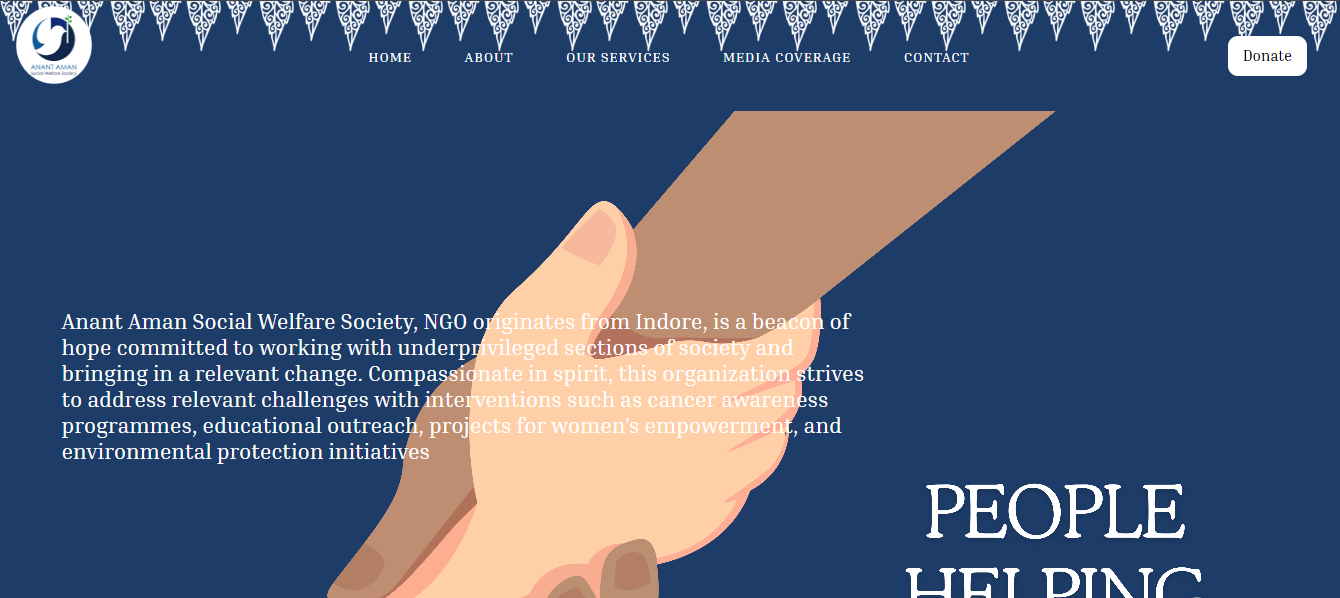 ANANT AMAN
Social Welfare Society
HOME
ABOUT
OUR SERVICES
MEDIA COVERAGE
CONTACT
Donate
Anant Aman Social Welfare Society, NGO originates from Indore, is a beacon of
hope committed to working with underprivileged sections of society and
bringing in a relevant change. Compassionate in spirit, this organization strives
to address relevant challenges with interventions such as cancer awareness
programmes, educational outreach, projects for women’s empowerment, and
environmental protection initiatives
PEOPLE
HELPING